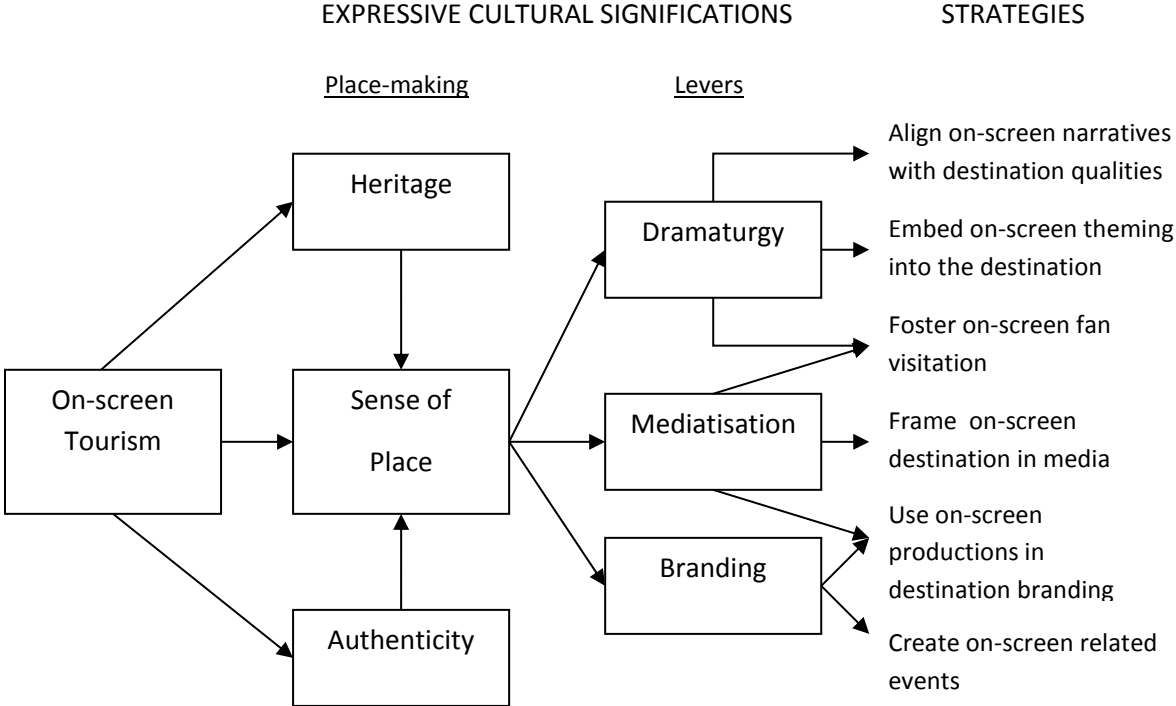 EXPRESSIVE CULTURAL SIGNIFICATIONS
STRATEGIES
Place-making
Levers
Heritage
On-screen
Tourism
Sense of
Place
Authenticity
Dramaturgy
Mediatisation
Branding
Align on-screen narratives
with destination qualities
Embed on-screen theming
into the destination
Foster on-screen fan
visitation
Frame on-screen
destination in media
Use on-screen
productions in
destination branding
Create on-screen related
events